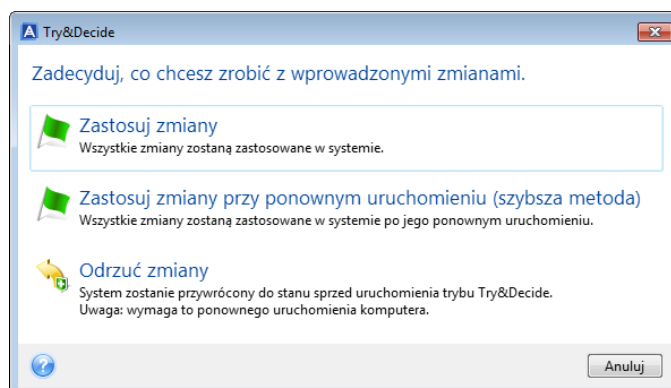 Try&Decide
Zadecyduj, co chcesz zrobić z wprowadzonymi zmianami.
Zastosuj zmiany
Wszystkie zmiany zostaną zastosowane w systemie.
Zastosuj zmiany przy ponownym uruchomieniu (szybsza metoda)
Wszystkie zmiany zostaną zastosowane w systemie po jego ponownym uruchomieniu.
Odrzuć zmiany
System zostanie przywrócony do stanu sprzed uruchomienia trybu Try&Decide.
Uwaga: wymaga to ponownego uruchomienia komputera.
Anuluj